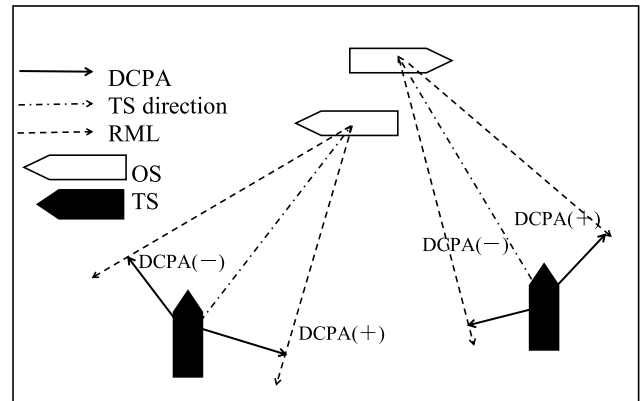 DCPA
TS direction
RML
OS
TS
DCPA(+)
DCPA(−)
DCPA(−)
DCPA(+)